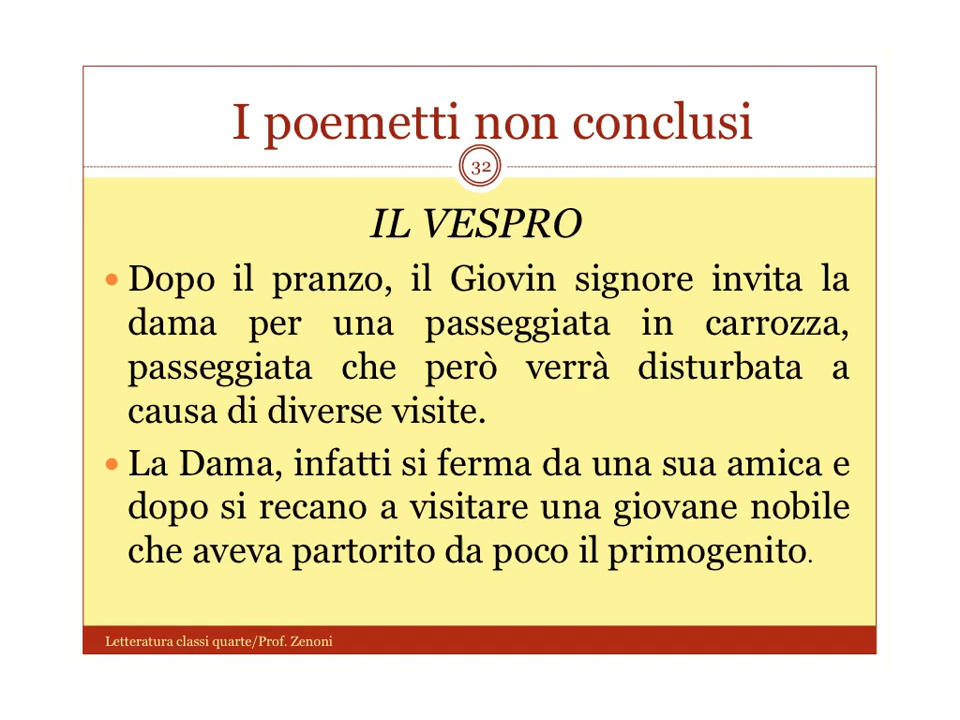 I poemetti non conclusi
32
IL VESPRO
• Dopo il pranzo, il Giovin signore invita la
dama per una passeggiata in carrozza,
passeggiata che però verrà disturbata a
causa di diverse visite.
• La Dama, infatti si ferma da una sua amica e
dopo si recano a visitare una giovane nobile
che aveva partorito da poco il primogenito.
Letteratura classi quarte/Prof. Zenoni